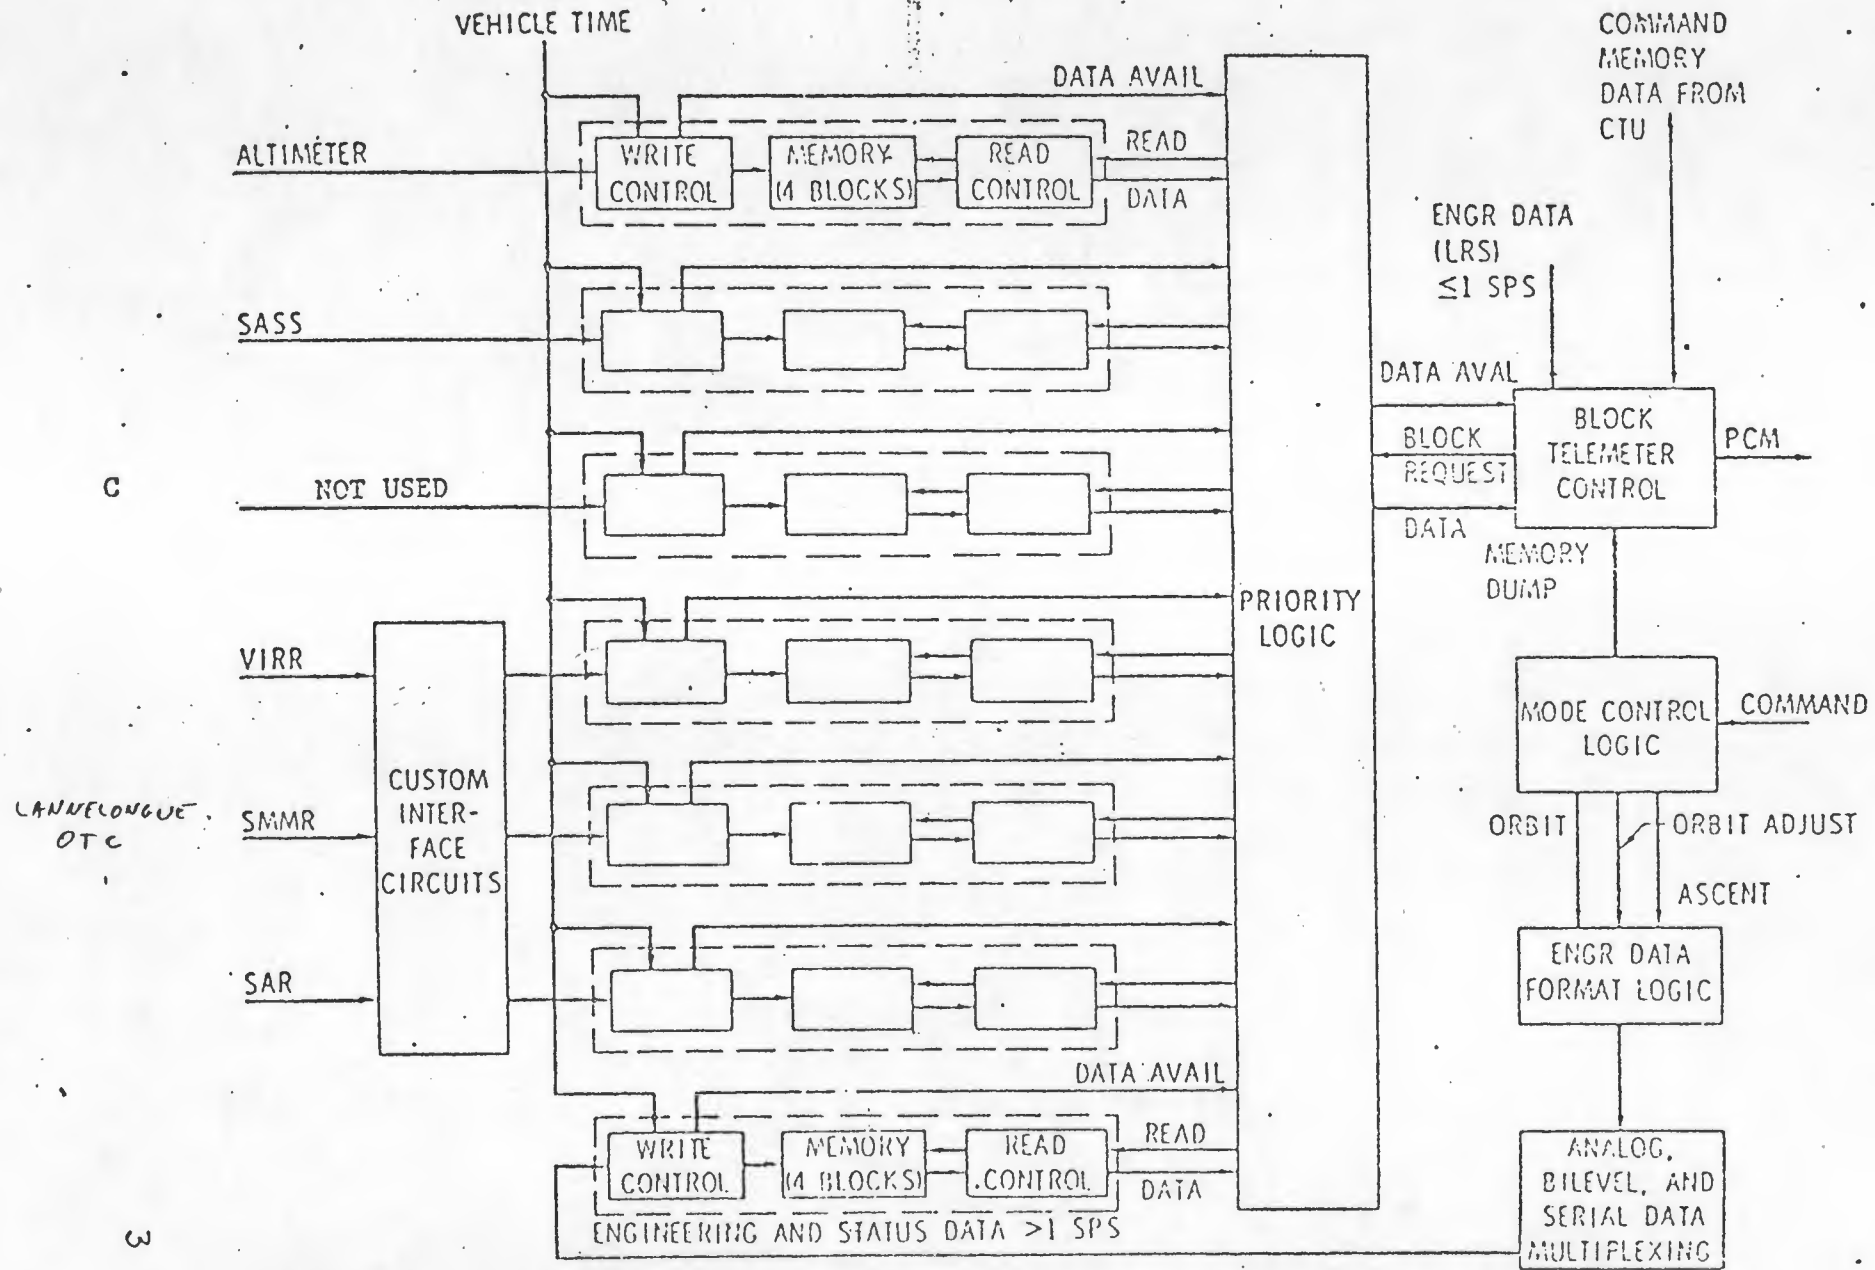 VEHICLE TIME
COMMAND
MEMORY
DATA FROM
CTU
DATA AVAIL
ALTIMETER
WRITE
CONTROL
MEMORY
(4 BLOCKS)
READ
CONTROL
READ
DATA
ENGR DATA
(LRS)
≤1 SPS
SASS
DATA AVAL
BLOCK
REQUEST
DATA
BLOCK
TELEMETER
CONTROL
PCM
C
NOT USED
MEMORY
DUMP
PRIORITY
LOGIC
VIRR
MODE CONTROL
LOGIC
COMMAND
CUSTOM
INTER-
FACE
CIRCUITS
LANNELONGUE.
OTC
SMMR
ORBIT
ORBIT ADJUST
ASCENT
SAR
ENGR DATA
FORMAT LOGIC
DATA AVAIL
WRITE
CONTROL
MEMORY
(4 BLOCKS)
READ
CONTROL
READ
DATA
ENGINEERING AND STATUS DATA >1 SPS
ANALOG,
BILEVEL, AND
SERIAL DATA
MULTIPLEXING
3